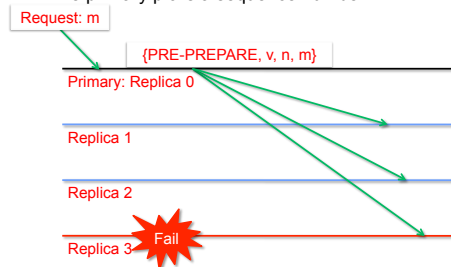 Request: m
{PRE-PREPARE, v, n, m}
Primary: Replica 0
Replica 1
Replica 2
Replica 3
Fail